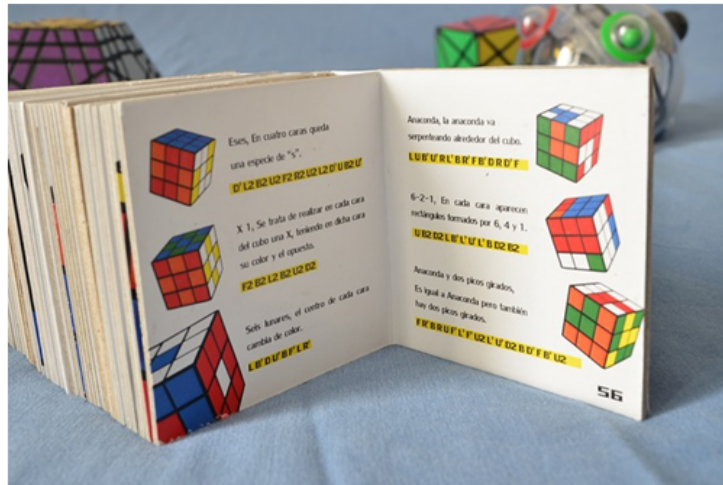 Eses, En cuatro caras queda
una especie de "s".
D' L2 B2 U2 F2 R2 U2 L2 D' U B2 U'
X 1, Se trata de realizar en cada cara
del cubo una X, teniendo en dicha cara
su color y el opuesto.
F2 B2 L2 B2 U2 D2
Seis lunares, el centro de cada cara
cambia de color.
L B' D U' B F' L R'
Anaconda, la anaconda va
serpenteando alrededor del cubo.
L U B' U' R L' B R' F B' D R D' F
6-2-1, En cada cara aparecen
rectángulos formados por 6, 4 y 1.
U B2 D2 L B' L' U' L' B D2 B2
Anaconda y dos picos girados,
Es igual a Anaconda pero también
hay dos picos girados.
56